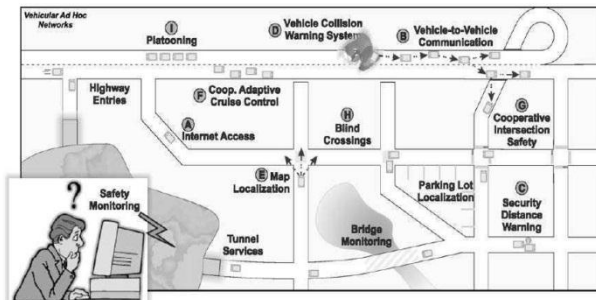 Vehicular Ad Hoc
Networks
I
Platooning
D
Vehicle Collision
Warning System
B
Vehicle-to-Vehicle
Communication
Highway
Entries
F
Coop. Adaptive
Cruise Control
A
Internet Access
H
Blind
Crossings
G
Cooperative
Intersection
Safety
E
Map
Localization
Parking Lot
Localization
C
Security
Distance
Warning
?
Safety
Monitoring
Tunnel
Services
Bridge
Monitoring